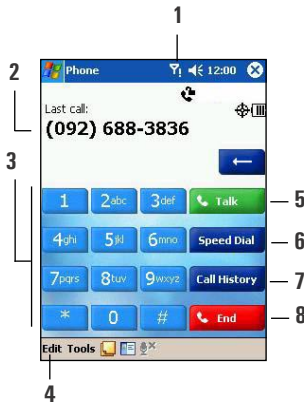 1
Phone 12:00
2
Last call:
(092) 688-3836
3
1 2abc 3def Talk 5
4ghi 5jkl 6mno Speed Dial 6
7pqrs 8tuv 9wxyz Call History 7
* 0 # End 8
Edit Tools
4